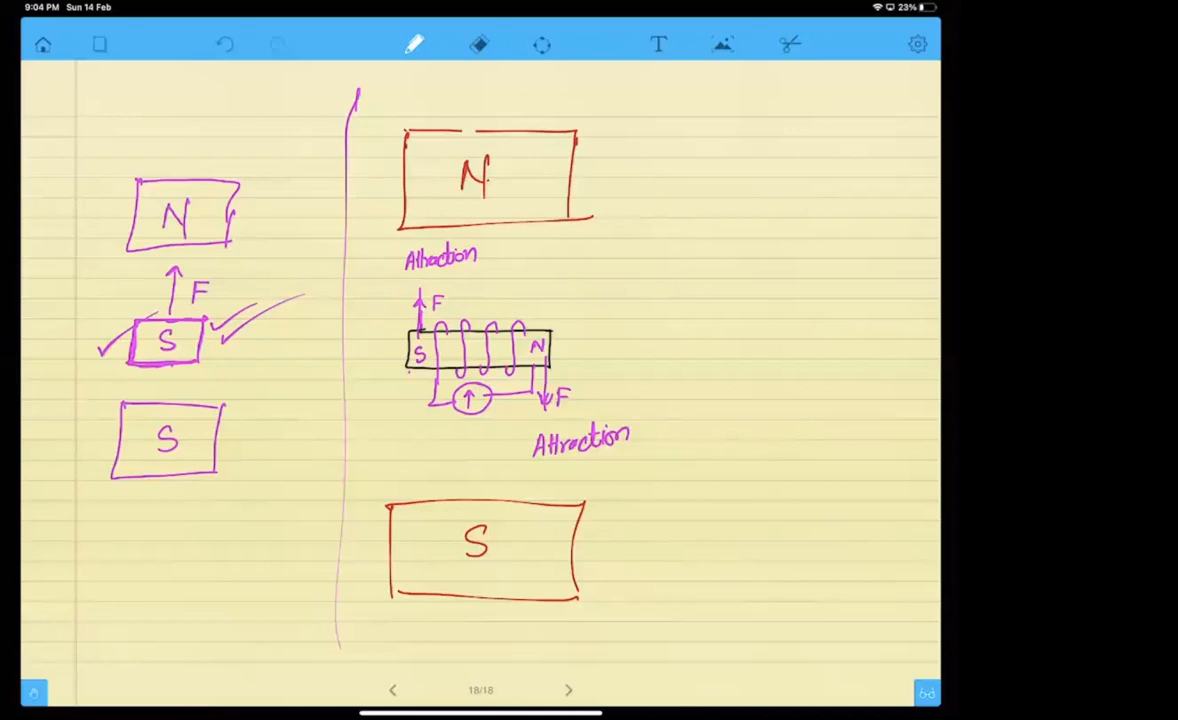 9:04 PM Sun 14 Feb
23%
T
N
F
S
S
N
Attraction
F
S
N
F
Attraction
S
18/18